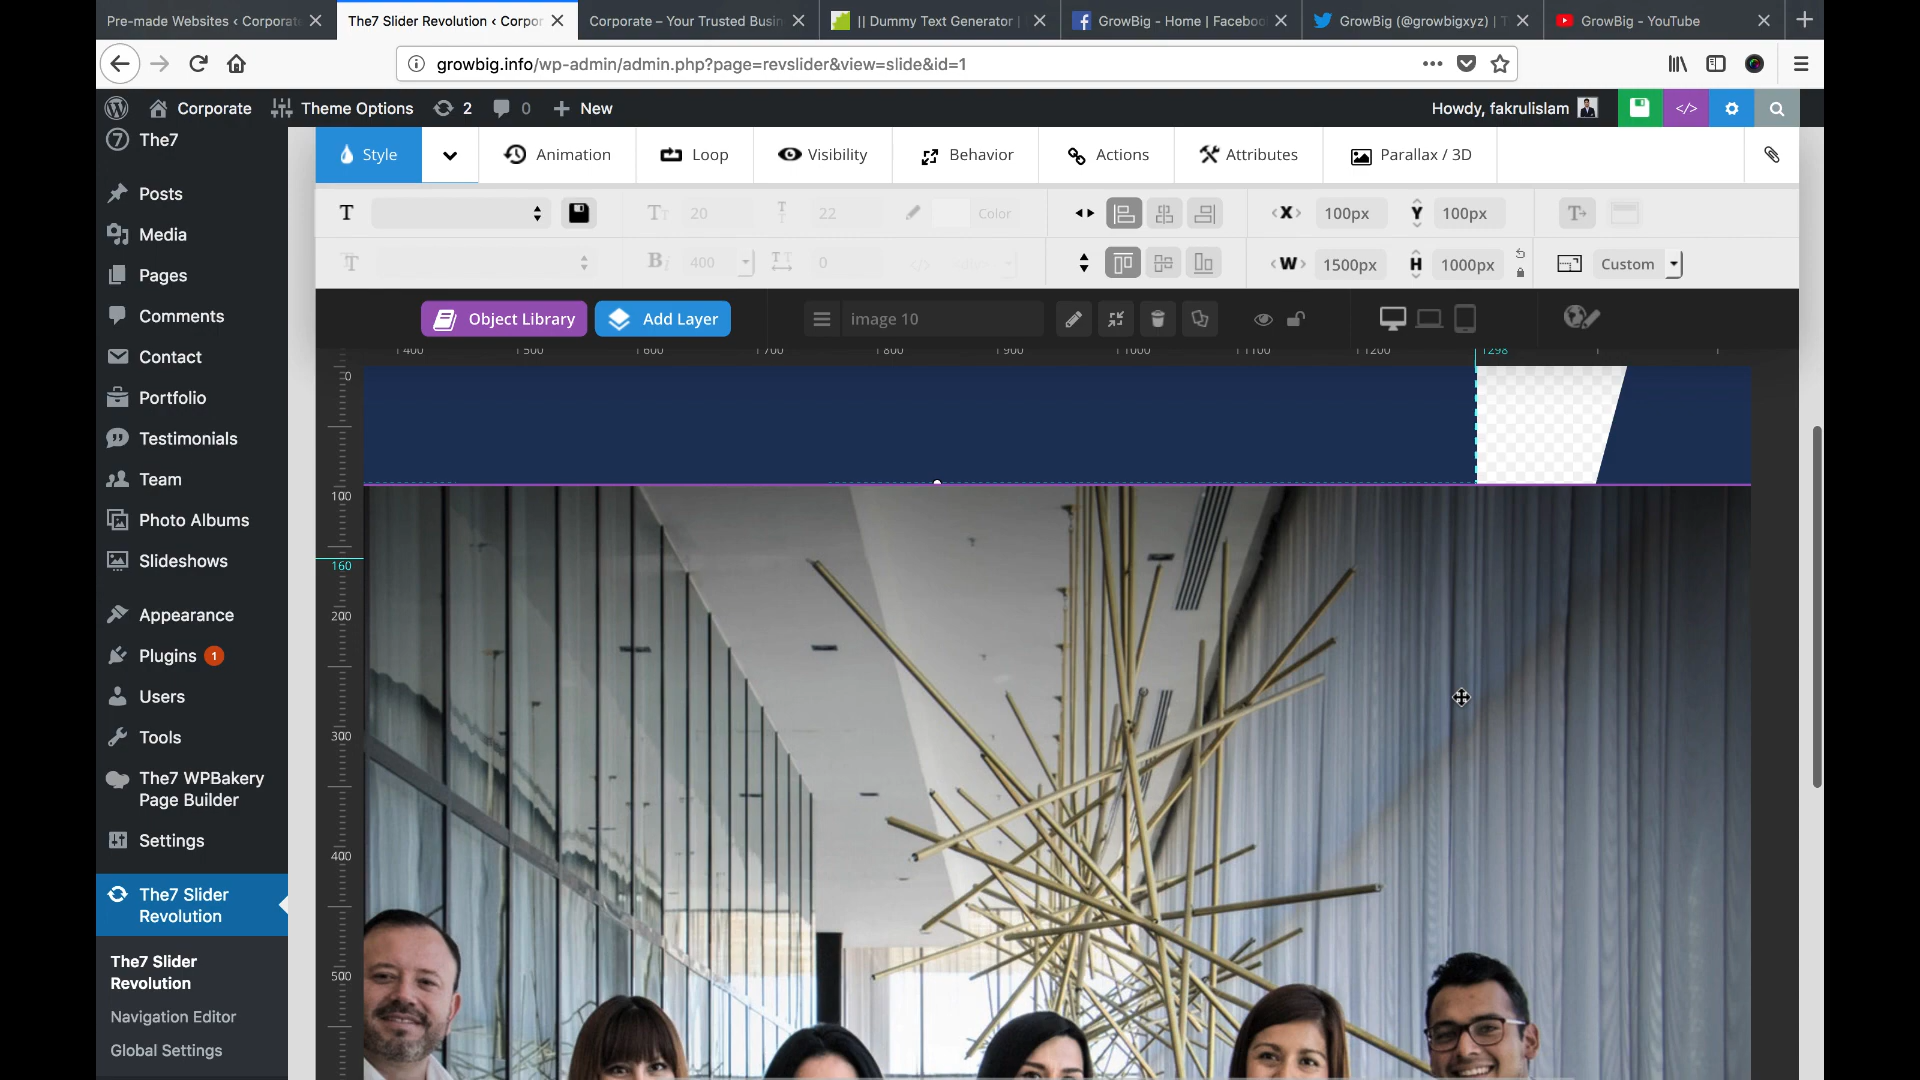 Pre-made Websites ‹ Corporate
The7 Slider Revolution ‹ Corpor
Corporate – Your Trusted Busin
|| Dummy Text Generator |
GrowBig - Home | Faceboo
GrowBig (@growbigxyz) | T
GrowBig - YouTube
growbig.info/wp-admin/admin.php?page=revslider&view=slide&id=1
Corporate
Theme Options
2
0
New
Howdy, fakrulislam
The7
Posts
Media
Pages
Comments
Contact
Portfolio
Testimonials
Team
Photo Albums
Slideshows
Appearance
Plugins 1
Users
Tools
The7 WPBakery
Page Builder
Settings
The7 Slider
Revolution
The7 Slider
Revolution
Navigation Editor
Global Settings
Style
Animation
Loop
Visibility
Behavior
Actions
Attributes
Parallax / 3D
20
22
Color
X
100px
Y
100px
400
0
W
1500px
H
1000px
Custom
Object Library
Add Layer
image 10
400 500 600 700 800 900 1000 1100 1200 1298
0
100
160
200
300
400
500